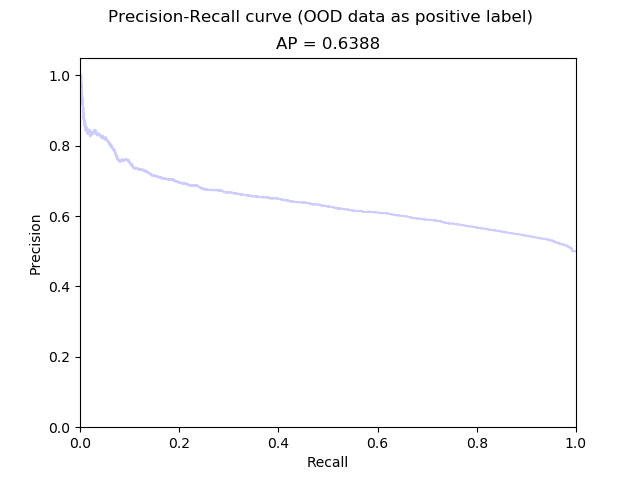 Precision-Recall curve (OOD data as positive label)
AP = 0.6388
1.0
0.8
0.6
0.4
0.2
0.0
Precision
0.0 0.2 0.4 0.6 0.8 1.0
Recall